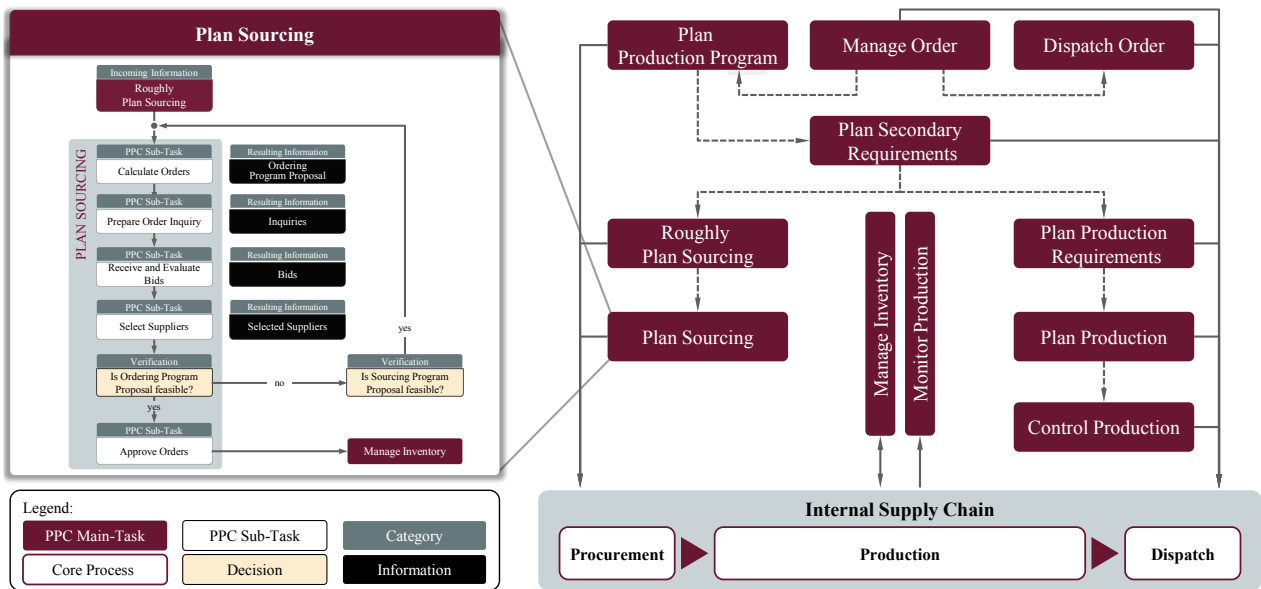 Plan Sourcing
Incoming Information
Roughly
Plan Sourcing
PLAN SOURCING
PPC Sub-Task
Calculate Orders
Resulting Information
Ordering
Program Proposal
PPC Sub-Task
Prepare Order Inquiry
Resulting Information
Inquiries
PPC Sub-Task
Receive and Evaluate
Bids
Resulting Information
Bids
PPC Sub-Task
Select Suppliers
Resulting Information
Selected Suppliers
yes
Verification
Is Ordering Program
Proposal feasible?
no
Verification
Is Sourcing Program
Proposal feasible?
yes
PPC Sub-Task
Approve Orders
Manage Inventory
Legend:
PPC Main-Task
PPC Sub-Task
Category
Core Process
Decision
Information
Plan
Production Program
Manage Order
Dispatch Order
Plan Secondary
Requirements
Roughly
Plan Sourcing
Manage Inventory
Monitor Production
Plan Production
Requirements
Plan Sourcing
Plan Production
Control Production
Internal Supply Chain
Procurement
Production
Dispatch